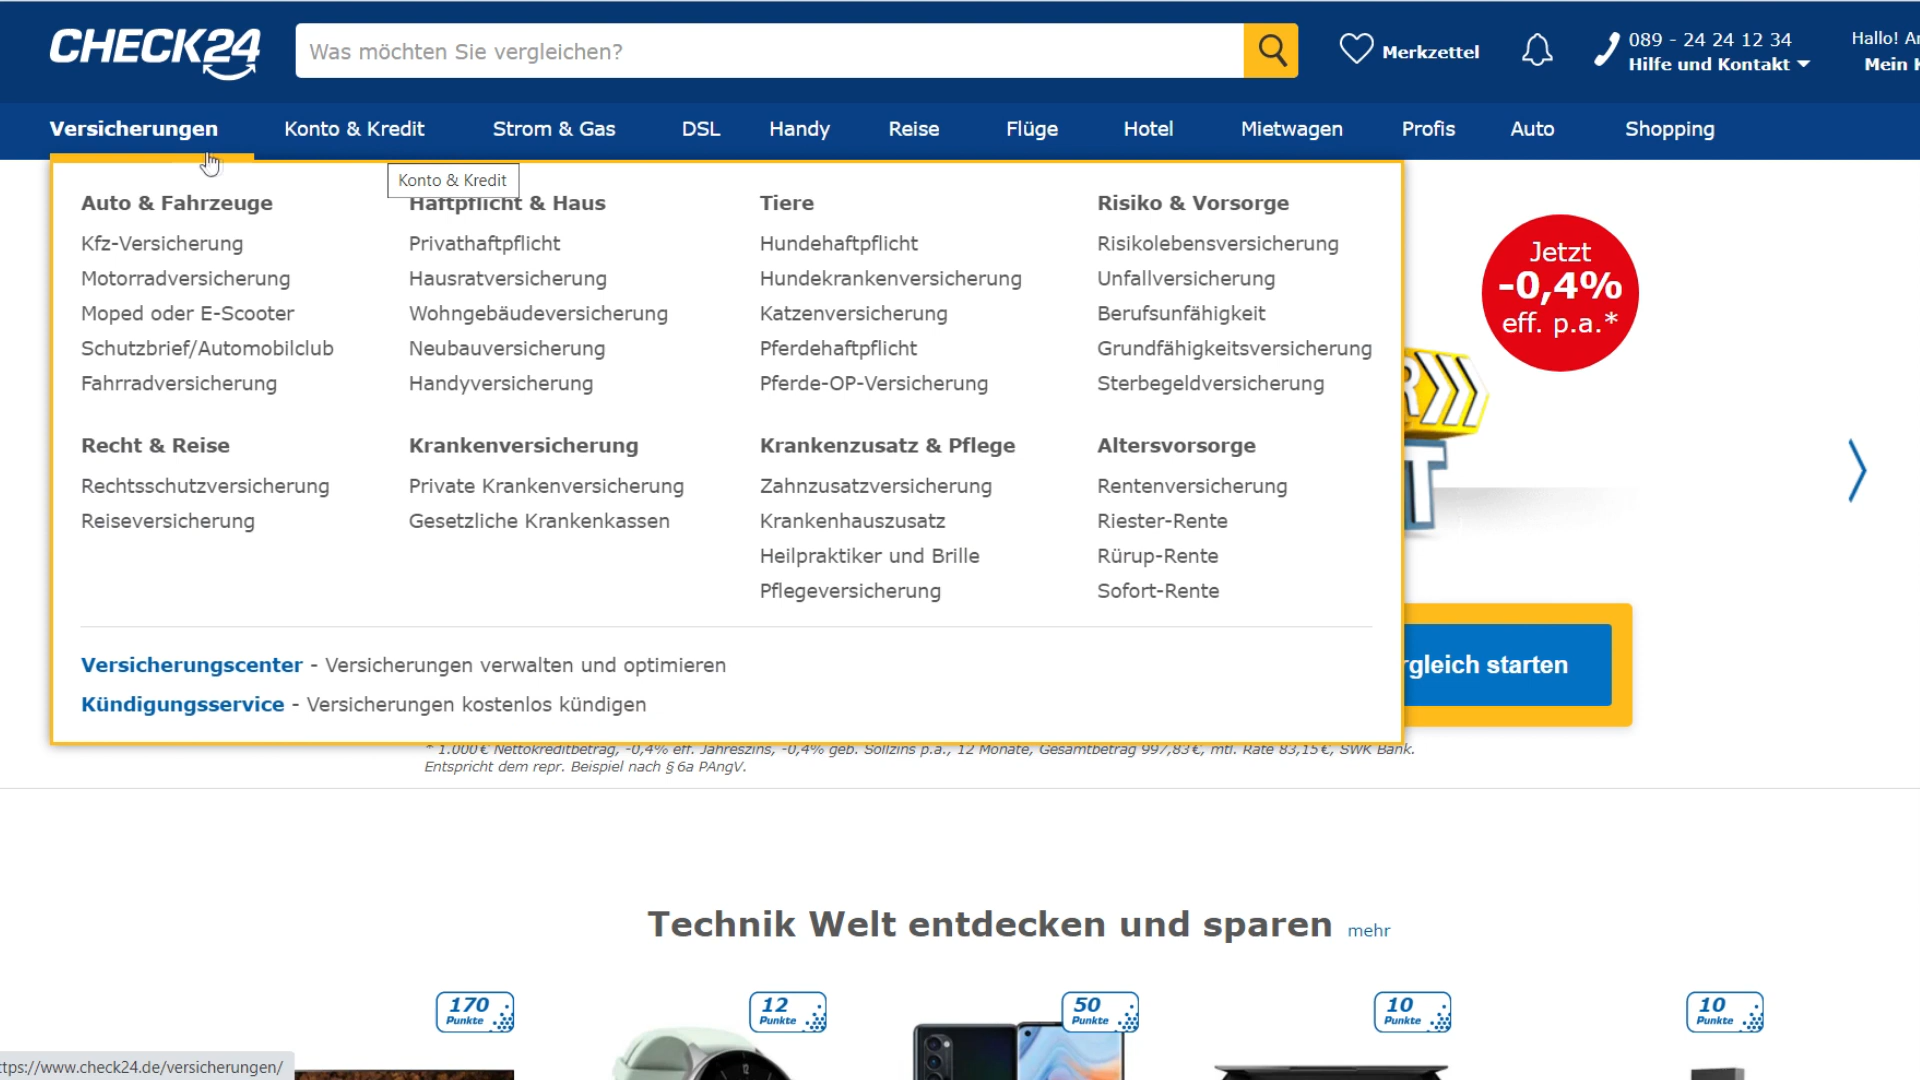 CHECK24
Was möchten Sie vergleichen?
Merkzettel
089 - 24 24 12 34
Hilfe und Kontakt
Hallo!
Mein
Versicherungen
Konto & Kredit
Strom & Gas
DSL
Handy
Reise
Flüge
Hotel
Mietwagen
Profis
Auto
Shopping
Konto & Kredit
Auto & Fahrzeuge
Kfz-Versicherung
Motorradversicherung
Moped oder E-Scooter
Schutzbrief/Automobilclub
Fahrradversicherung
Haftpflicht & Haus
Privathaftpflicht
Hausratversicherung
Wohngebäudeversicherung
Neubauversicherung
Handyversicherung
Tiere
Hundehaftpflicht
Hundekrankenversicherung
Katzenversicherung
Pferdehaftpflicht
Pferde-OP-Versicherung
Risiko & Vorsorge
Risikolebensversicherung
Unfallversicherung
Berufsunfähigkeit
Grundfähigkeitsversicherung
Sterbegeldversicherung
Recht & Reise
Rechtsschutzversicherung
Reiseversicherung
Krankenversicherung
Private Krankenversicherung
Gesetzliche Krankenkassen
Krankenzusatz & Pflege
Zahnzusatzversicherung
Krankenhauszusatz
Heilpraktiker und Brille
Pflegeversicherung
Altersvorsorge
Rentenversicherung
Riester-Rente
Rürup-Rente
Sofort-Rente
Versicherungscenter - Versicherungen verwalten und optimieren
Kündigungsservice - Versicherungen kostenlos kündigen
Jetzt
-0,4%
eff. p.a.*
R
T
rgleich starten
* 1.000 € Nettokreditbetrag, -0,4% eff. Jahreszins, -0,4% geb. Sollzins p.a., 12 Monate, Gesamtbetrag 997,83 €, mtl. Rate 83,15 €, SWK Bank.
Entspricht dem repr. Beispiel nach § 6a PAngV.
Technik Welt entdecken und sparen mehr
170
Punkte
12
Punkte
50
Punkte
10
Punkte
10
Punkte
12
ttps://www.check24.de/versicherungen/